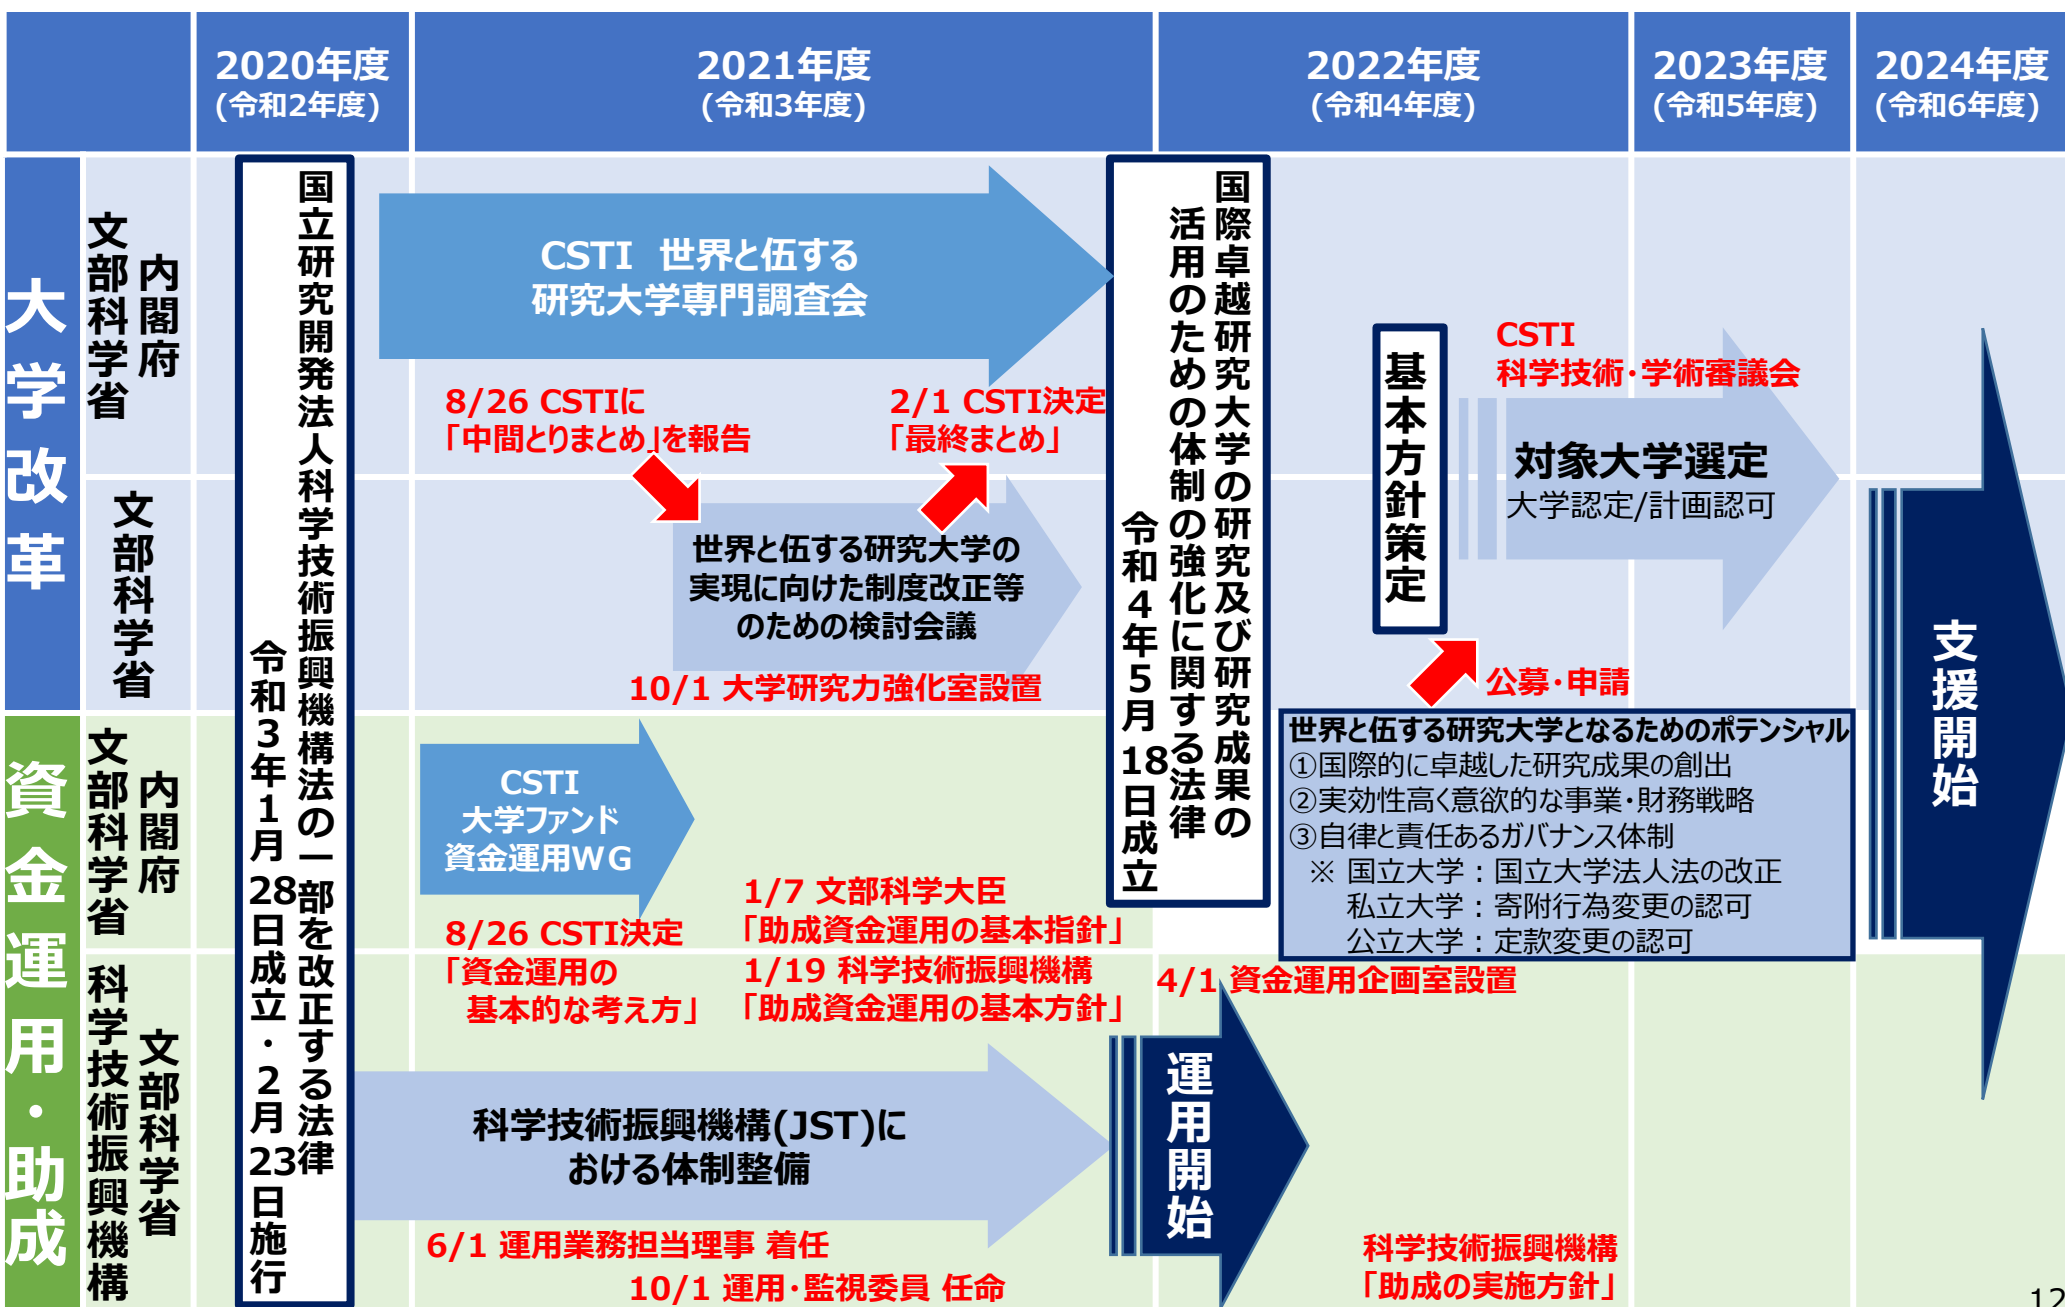 2020年度
(令和2年度)
2021年度
(令和3年度)
2022年度
(令和4年度)
2023年度
(令和5年度)
2024年度
(令和6年度)
大学改革
内閣府
文部科学省
文部科学省
資金運用・助成
内閣府
文部科学省
文部科学省
科学技術振興機構
国立研究開発法人科学技術振興機構法の一部を改正する法律
令和3年1月28日成立・2月23日施行
CSTI 世界と伍する
研究大学専門調査会
8/26 CSTIに
「中間とりまとめ」を報告
2/1 CSTI決定
「最終まとめ」
世界と伍する研究大学の
実現に向けた制度改正等
のための検討会議
10/1 大学研究力強化室設置
国際卓越研究大学の研究及び研究成果の
活用のための体制の強化に関する法律
令和4年5月18日成立
基本方針策定
CSTI
科学技術・学術審議会
対象大学選定
大学認定/計画認可
公募・申請
世界と伍する研究大学となるためのポテンシャル
①国際的に卓越した研究成果の創出
②実効性高く意欲的な事業・財務戦略
③自律と責任あるガバナンス体制
※ 国立大学：国立大学法人法の改正
私立大学：寄附行為変更の認可
公立大学：定款変更の認可
支援開始
CSTI
大学ファンド
資金運用WG
8/26 CSTI決定
「資金運用の
基本的な考え方」
1/7 文部科学大臣
「助成資金運用の基本指針」
1/19 科学技術振興機構
「助成資金運用の基本方針」
4/1 資金運用企画室設置
科学技術振興機構(JST)に
おける体制整備
運用開始
6/1 運用業務担当理事 着任
10/1 運用・監視委員 任命
科学技術振興機構
「助成の実施方針」
12